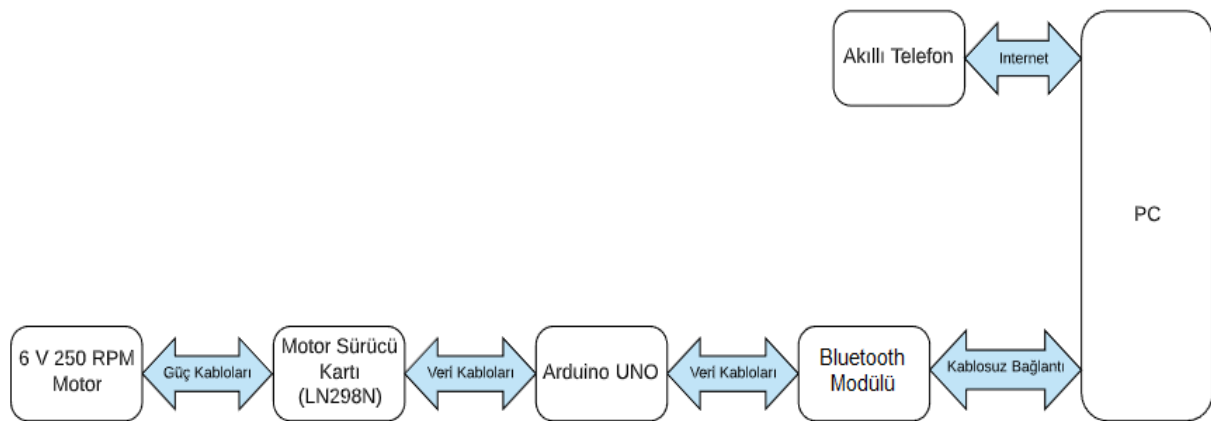 Akıllı Telefon
Internet
PC
6 V 250 RPM
Motor
Güç Kabloları
Motor Sürücü
Kartı
(LN298N)
Veri Kabloları
Arduino UNO
Veri Kabloları
Bluetooth
Modülü
Kablosuz Bağlantı